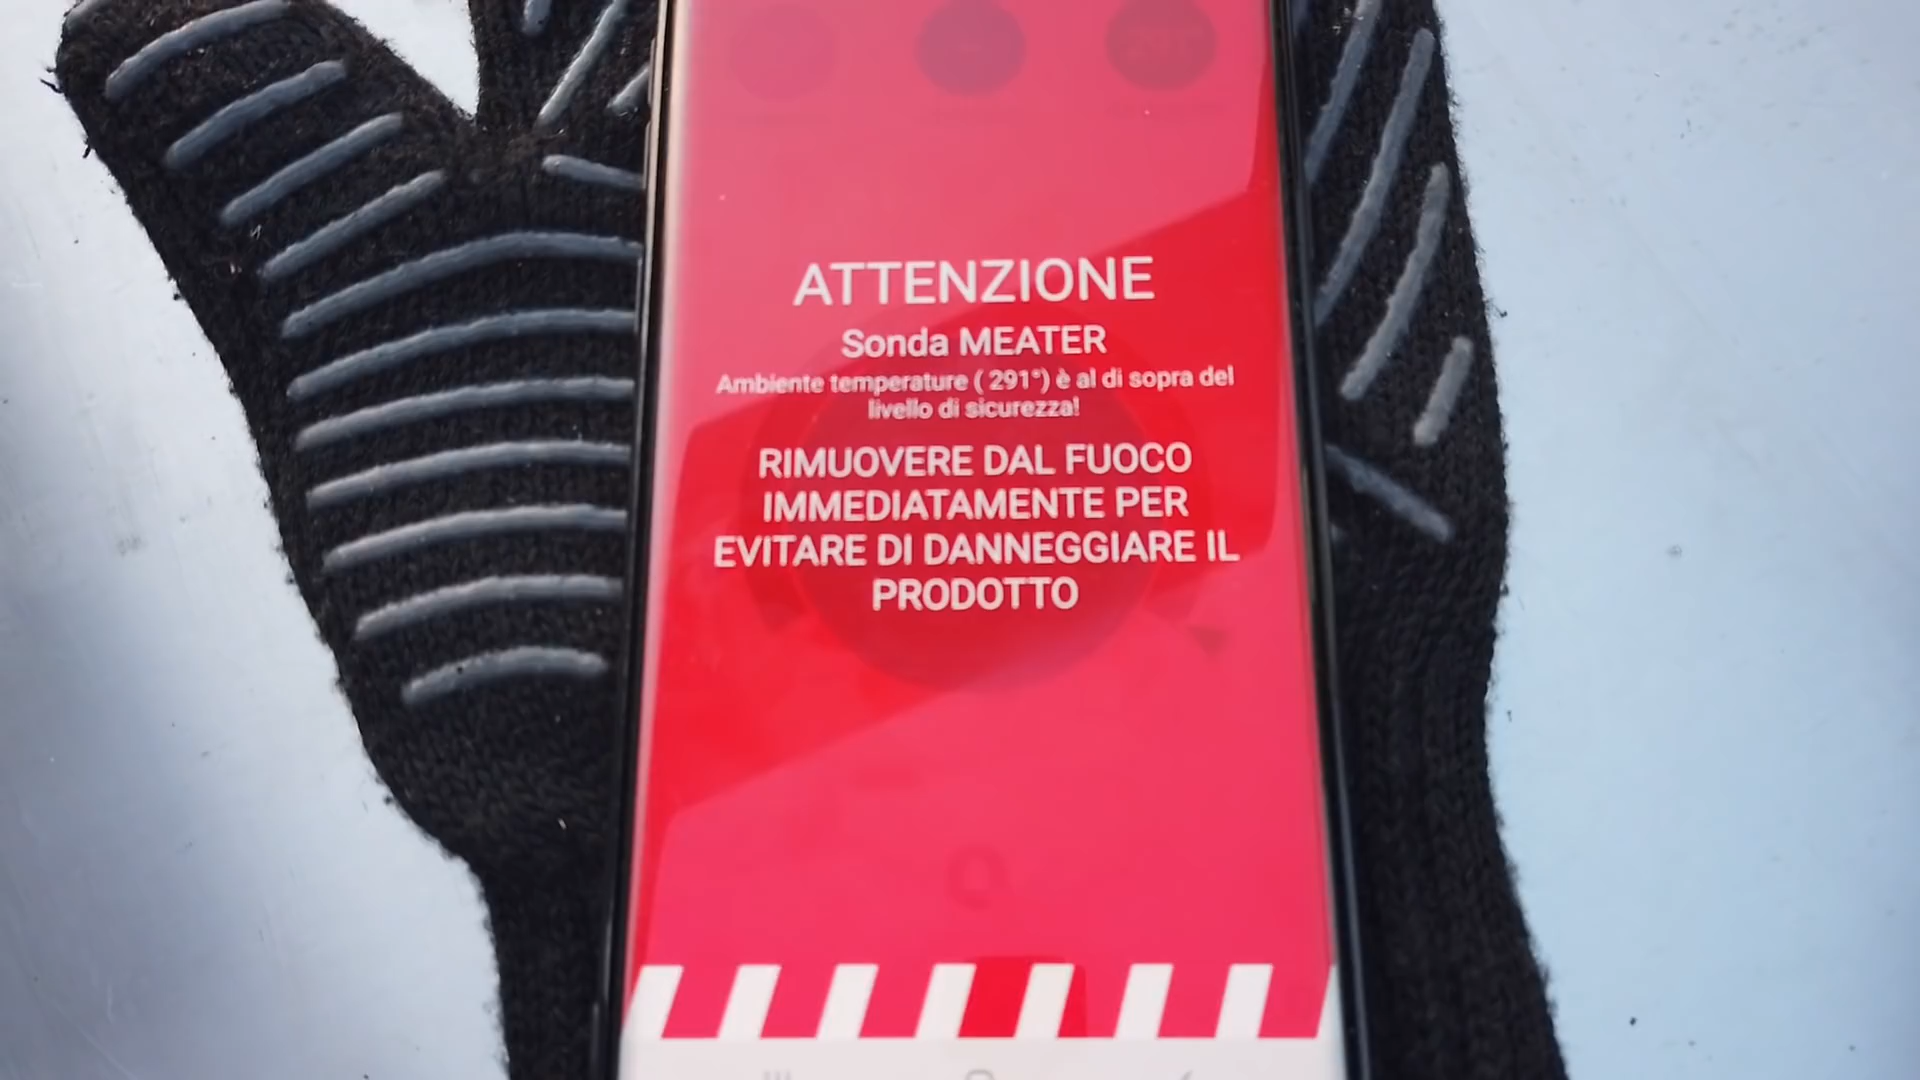 ATTENZIONE
Sonda MEATER
Ambiente temperature ( 291°) è al di sopra del
livello di sicurezza!
RIMUOVERE DAL FUOCO
IMMEDIATAMENTE PER
EVITARE DI DANNEGGIARE IL
PRODOTTO